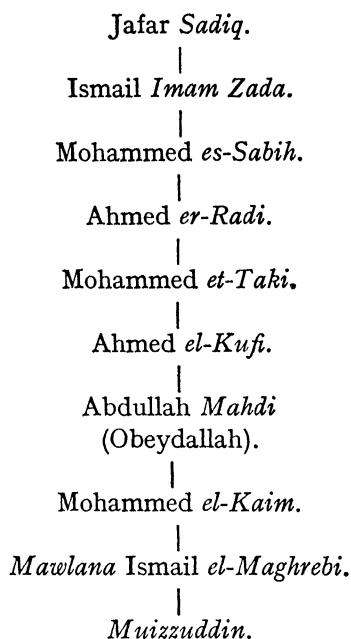 Jafar Sadiq.
Ismail Imam Zada.
Mohammed es-Sabih.
Ahmed er-Radi.
Mohammed et-Taki.
Ahmed el-Kufi.
Abdullah Mahdi
(Obeydallah).
Mohammed el-Kaim.
Mawlana Ismail el-Maghrebi.
Muizzuddin.